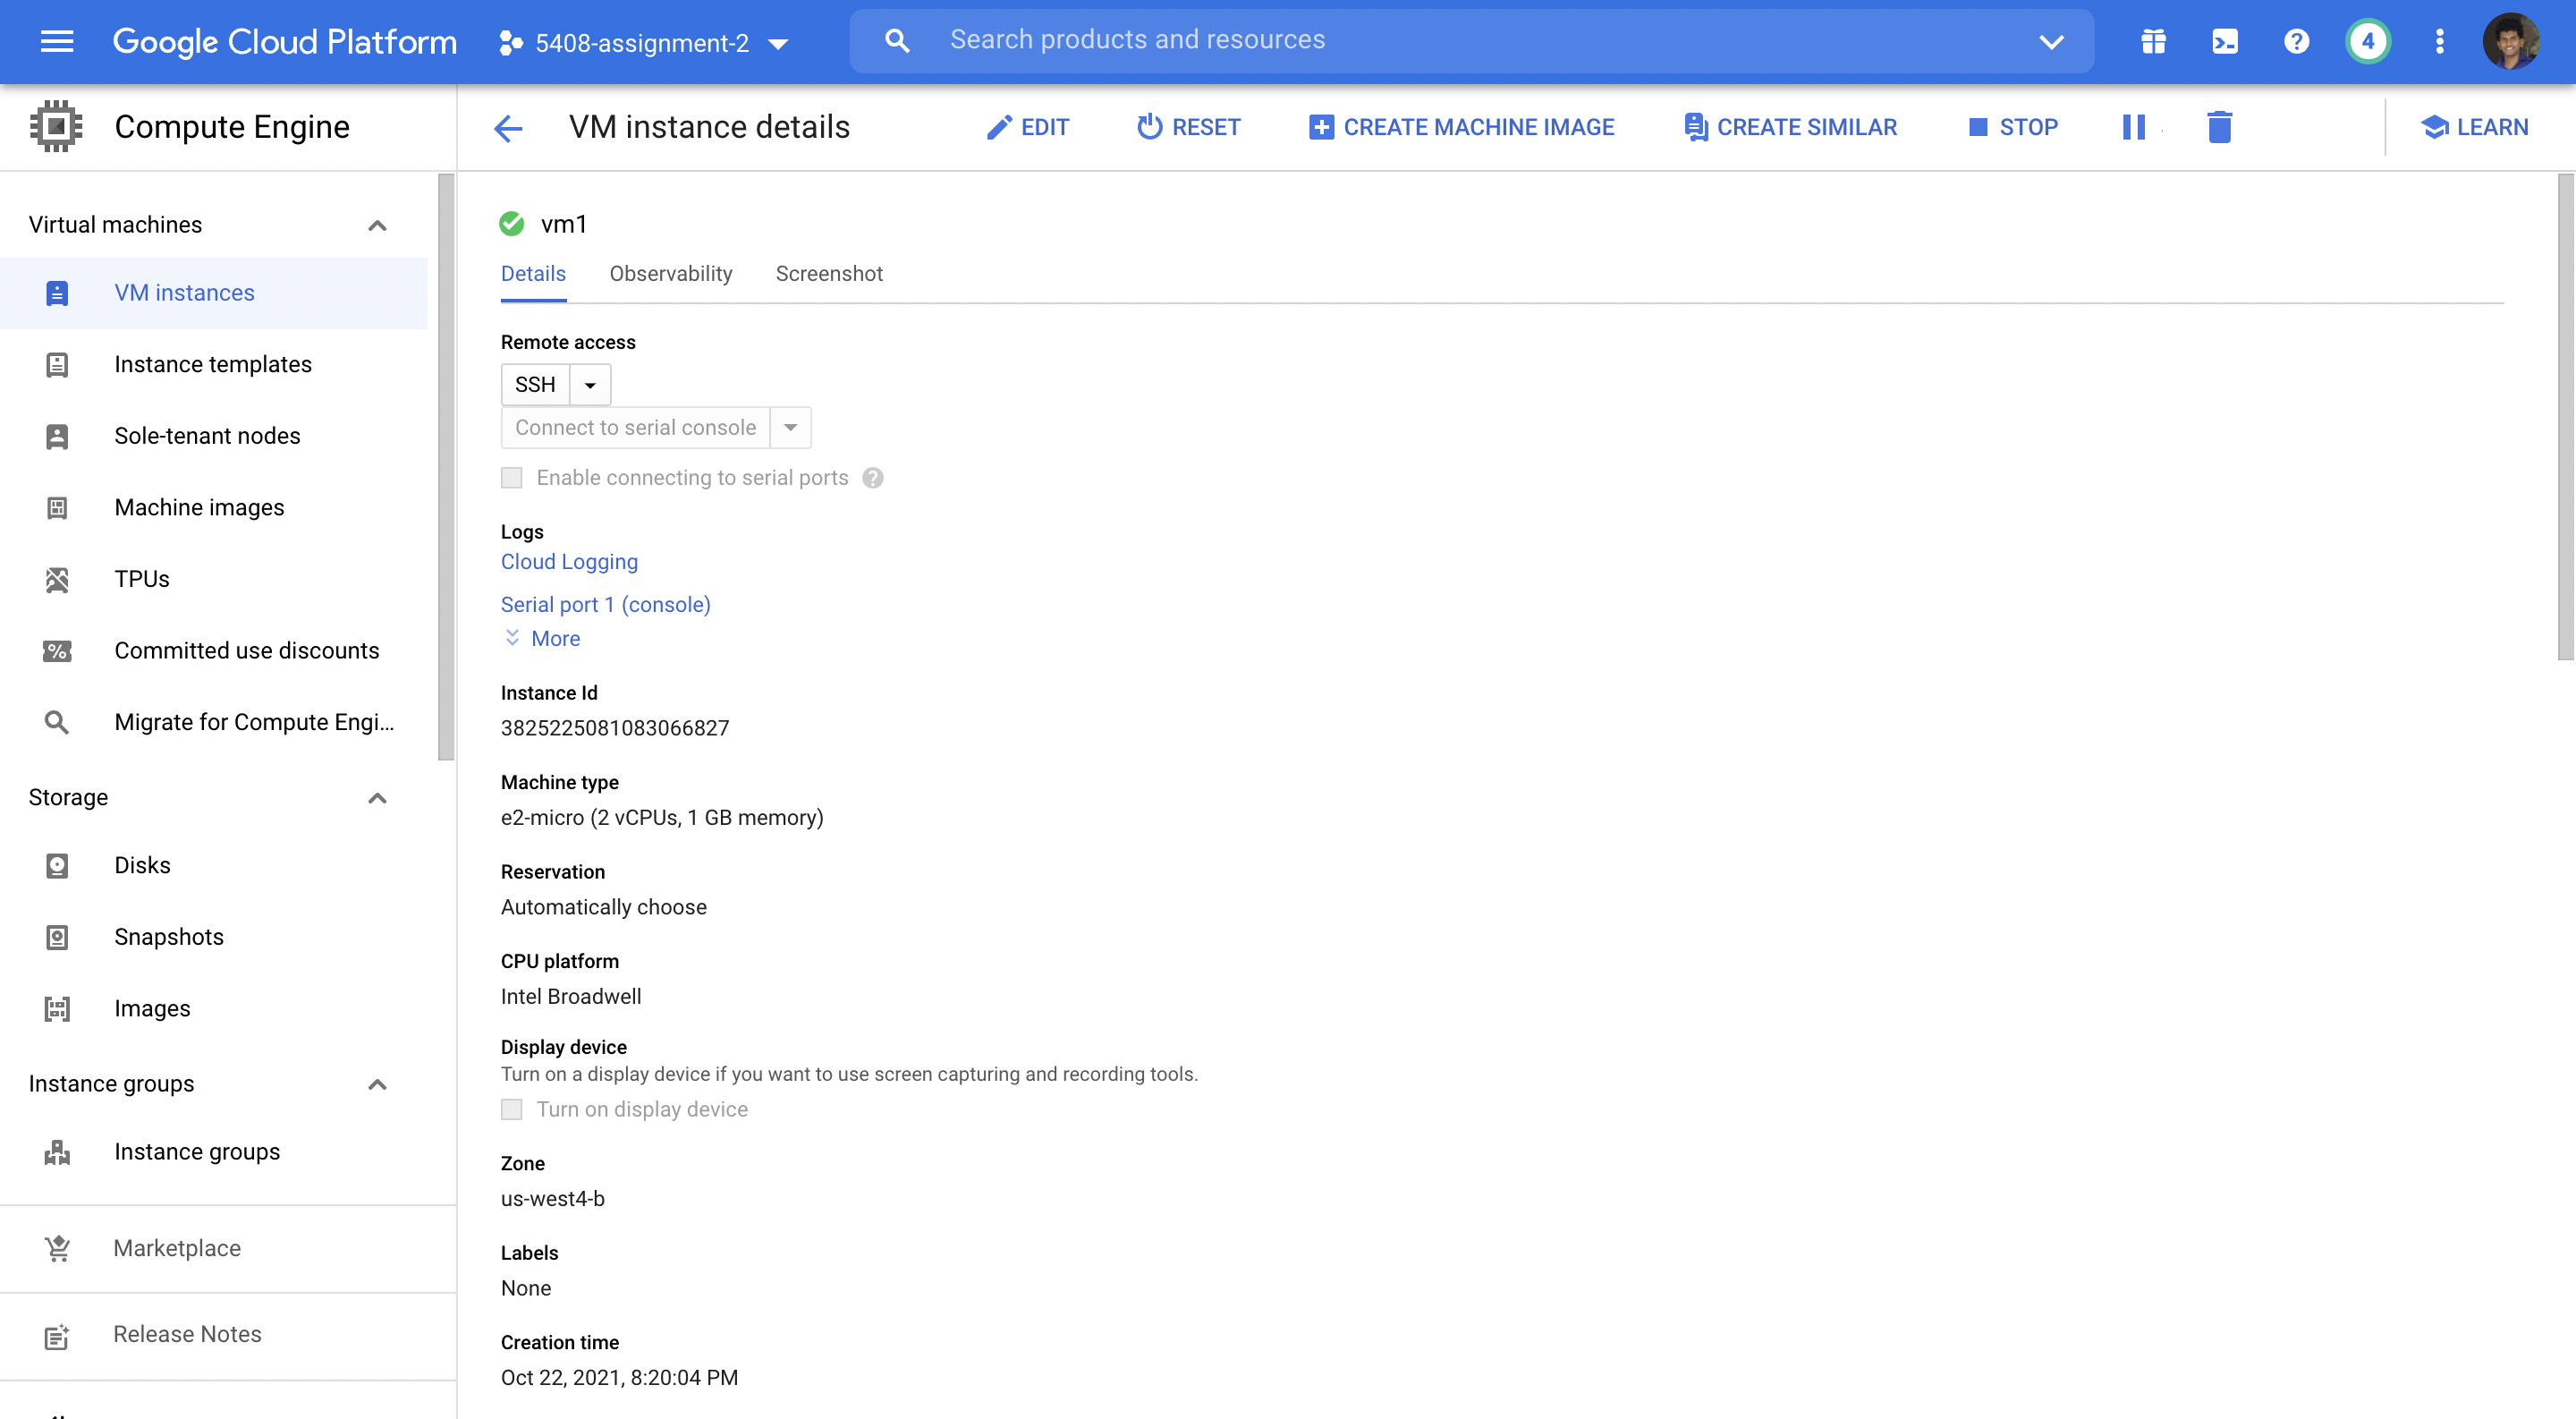 Google Cloud Platform
5408-assignment-2
Search products and resources
4
Compute Engine
VM instance details
EDIT
RESET
CREATE MACHINE IMAGE
CREATE SIMILAR
STOP
LEARN
Virtual machines
VM instances
Instance templates
Sole-tenant nodes
Machine images
TPUs
Committed use discounts
Migrate for Compute Engi...
Storage
Disks
Snapshots
Images
Instance groups
Instance groups
Marketplace
Release Notes
vm1
Details
Observability
Screenshot
Remote access
SSH
Connect to serial console
Enable connecting to serial ports
Logs
Cloud Logging
Serial port 1 (console)
More
Instance Id
3825225081083066827
Machine type
e2-micro (2 vCPUs, 1 GB memory)
Reservation
Automatically choose
CPU platform
Intel Broadwell
Display device
Turn on a display device if you want to use screen capturing and recording tools.
Turn on display device
Zone
us-west4-b
Labels
None
Creation time
Oct 22, 2021, 8:20:04 PM